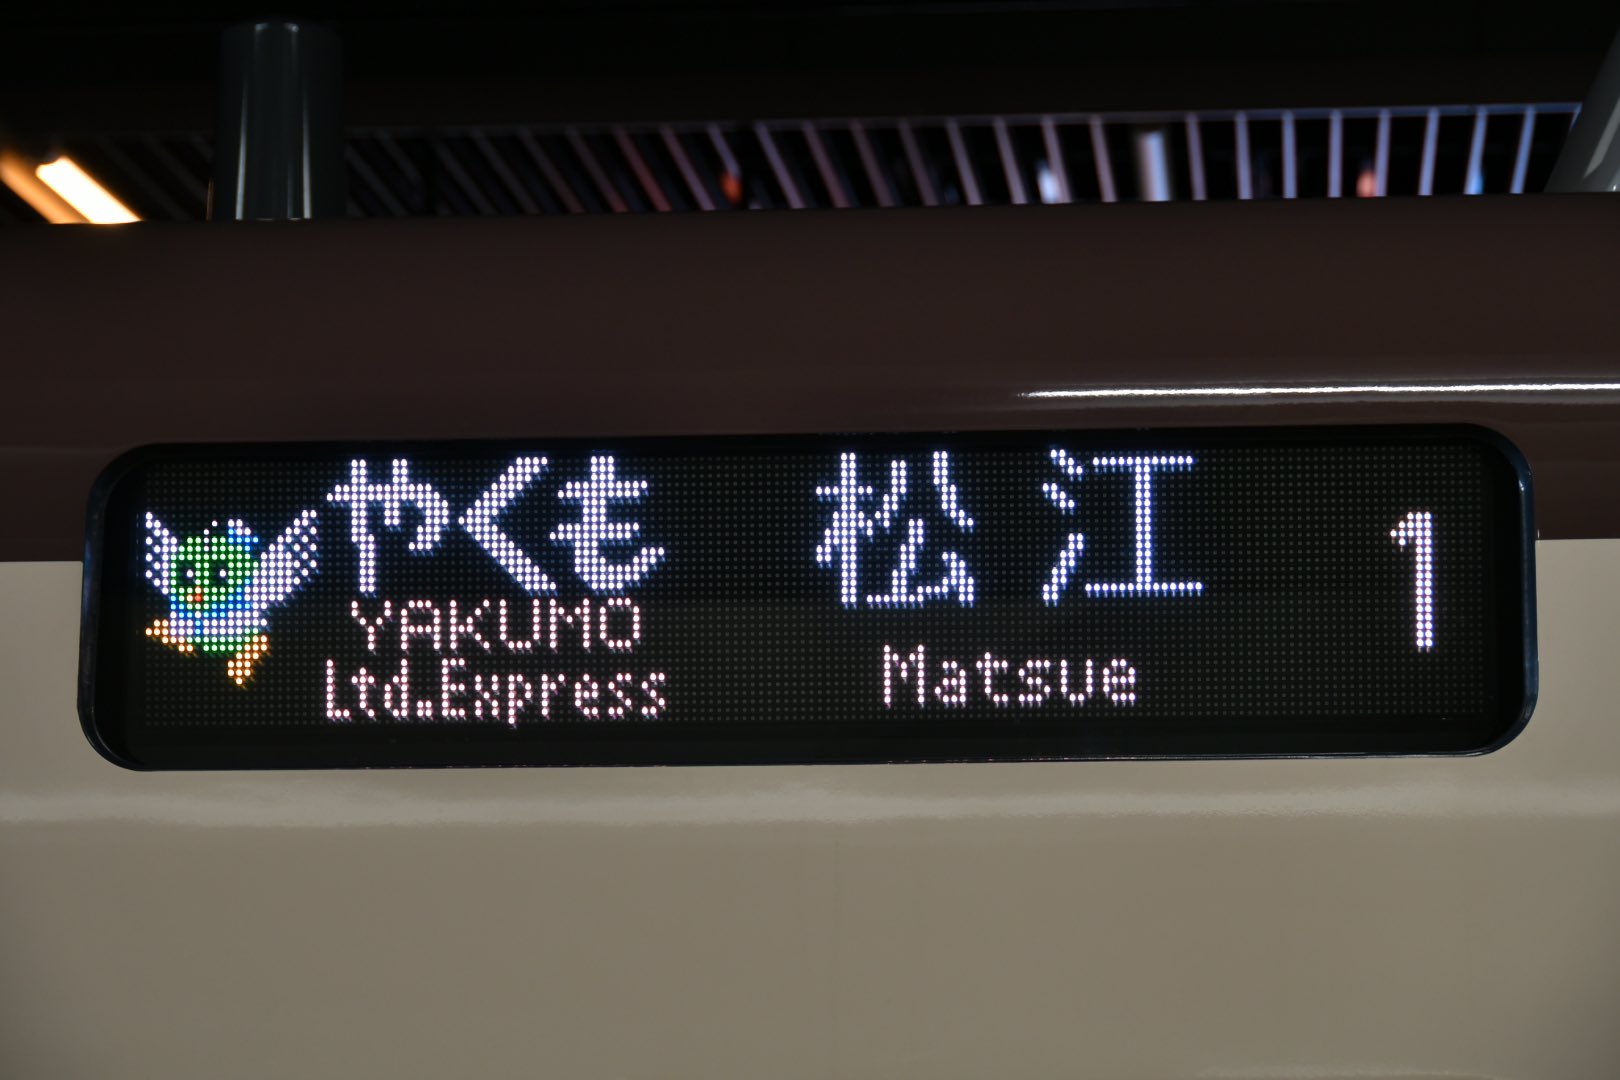 やくも 松江 1
YAKUMO
Ltd.Express Matsue